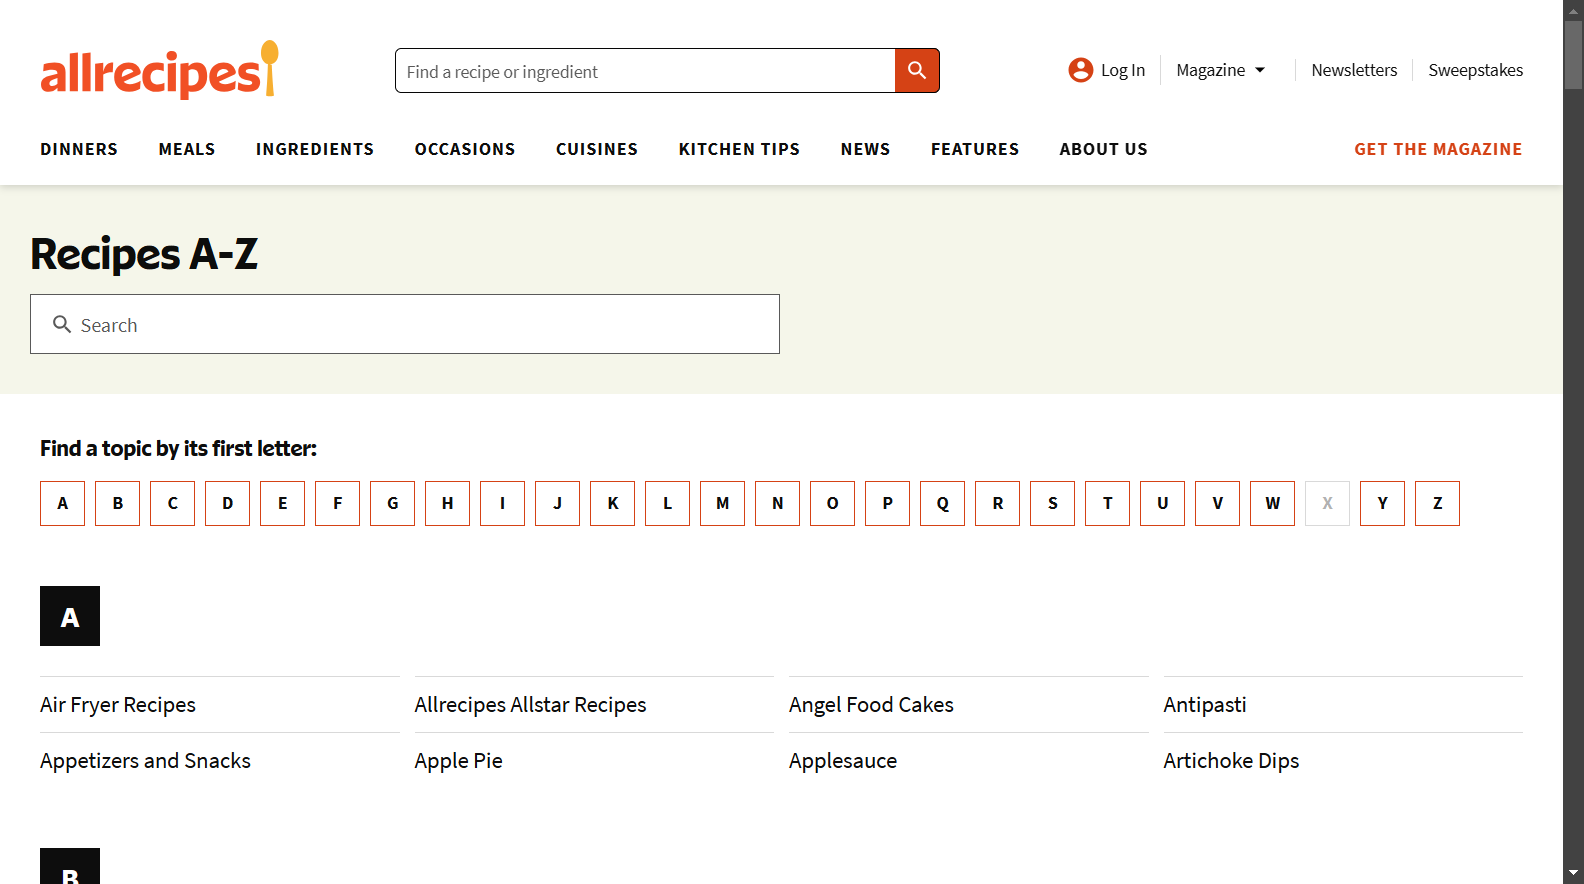 allrecipes
Find a recipe or ingredient
Log In
Magazine
Newsletters
Sweepstakes
DINNERS
MEALS
INGREDIENTS
OCCASIONS
CUISINES
KITCHEN TIPS
NEWS
FEATURES
ABOUT US
GET THE MAGAZINE
Recipes A-Z
Search
Find a topic by its first letter:
A B C D E F G H I J K L M N O P Q R S T U V W X Y Z
A
Air Fryer Recipes
Allrecipes Allstar Recipes
Angel Food Cakes
Antipasti
Appetizers and Snacks
Apple Pie
Applesauce
Artichoke Dips
B